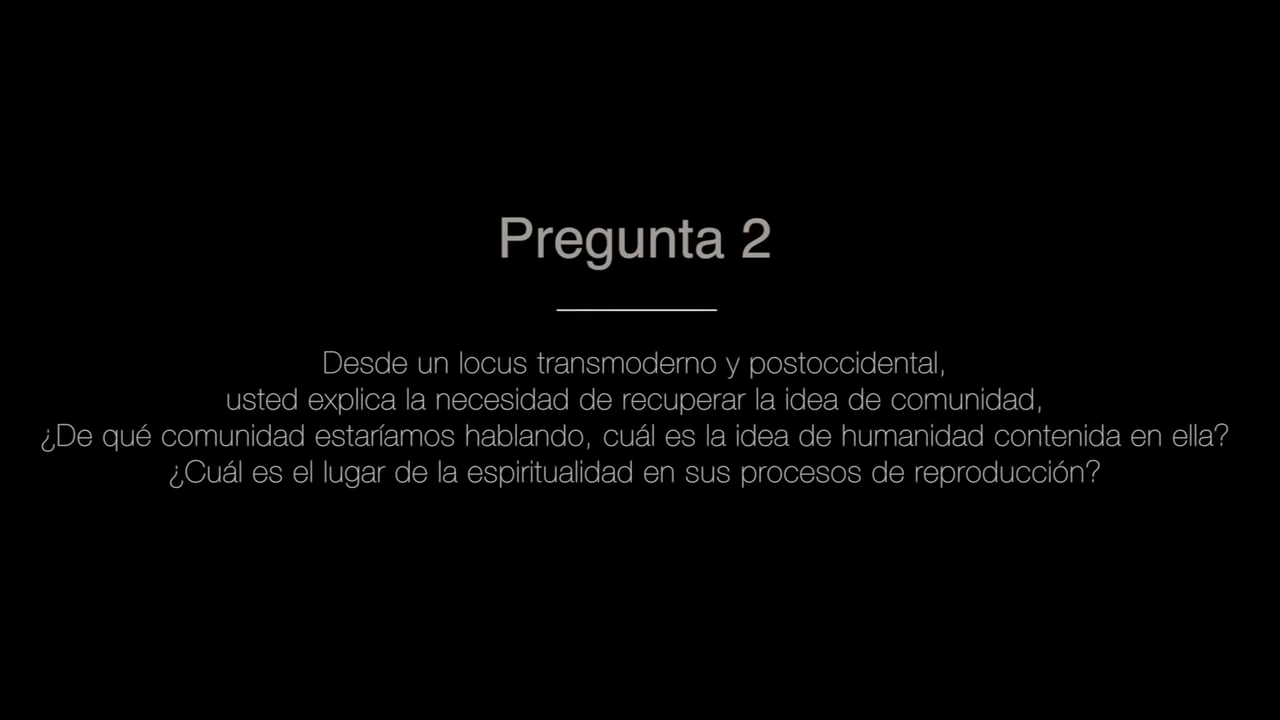 Pregunta 2
Desde un locus transmoderno y postoccidental,
usted explica la necesidad de recuperar la idea de comunidad,
¿De qué comunidad estaríamos hablando, cuál es la idea de humanidad contenida en ella?
¿Cuál es el lugar de la espiritualidad en sus procesos de reproducción?